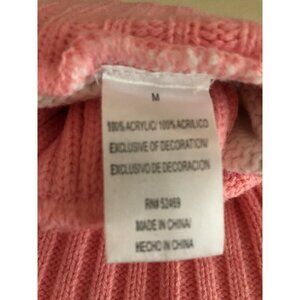 M
100% ACRYLIC/ 100% ACRILICO
EXCLUSIVE OF DECORATION/
EXCLUSIVO DE DECORACION
RN# 52469
MADE IN CHINA/
HECHO IN CHINA